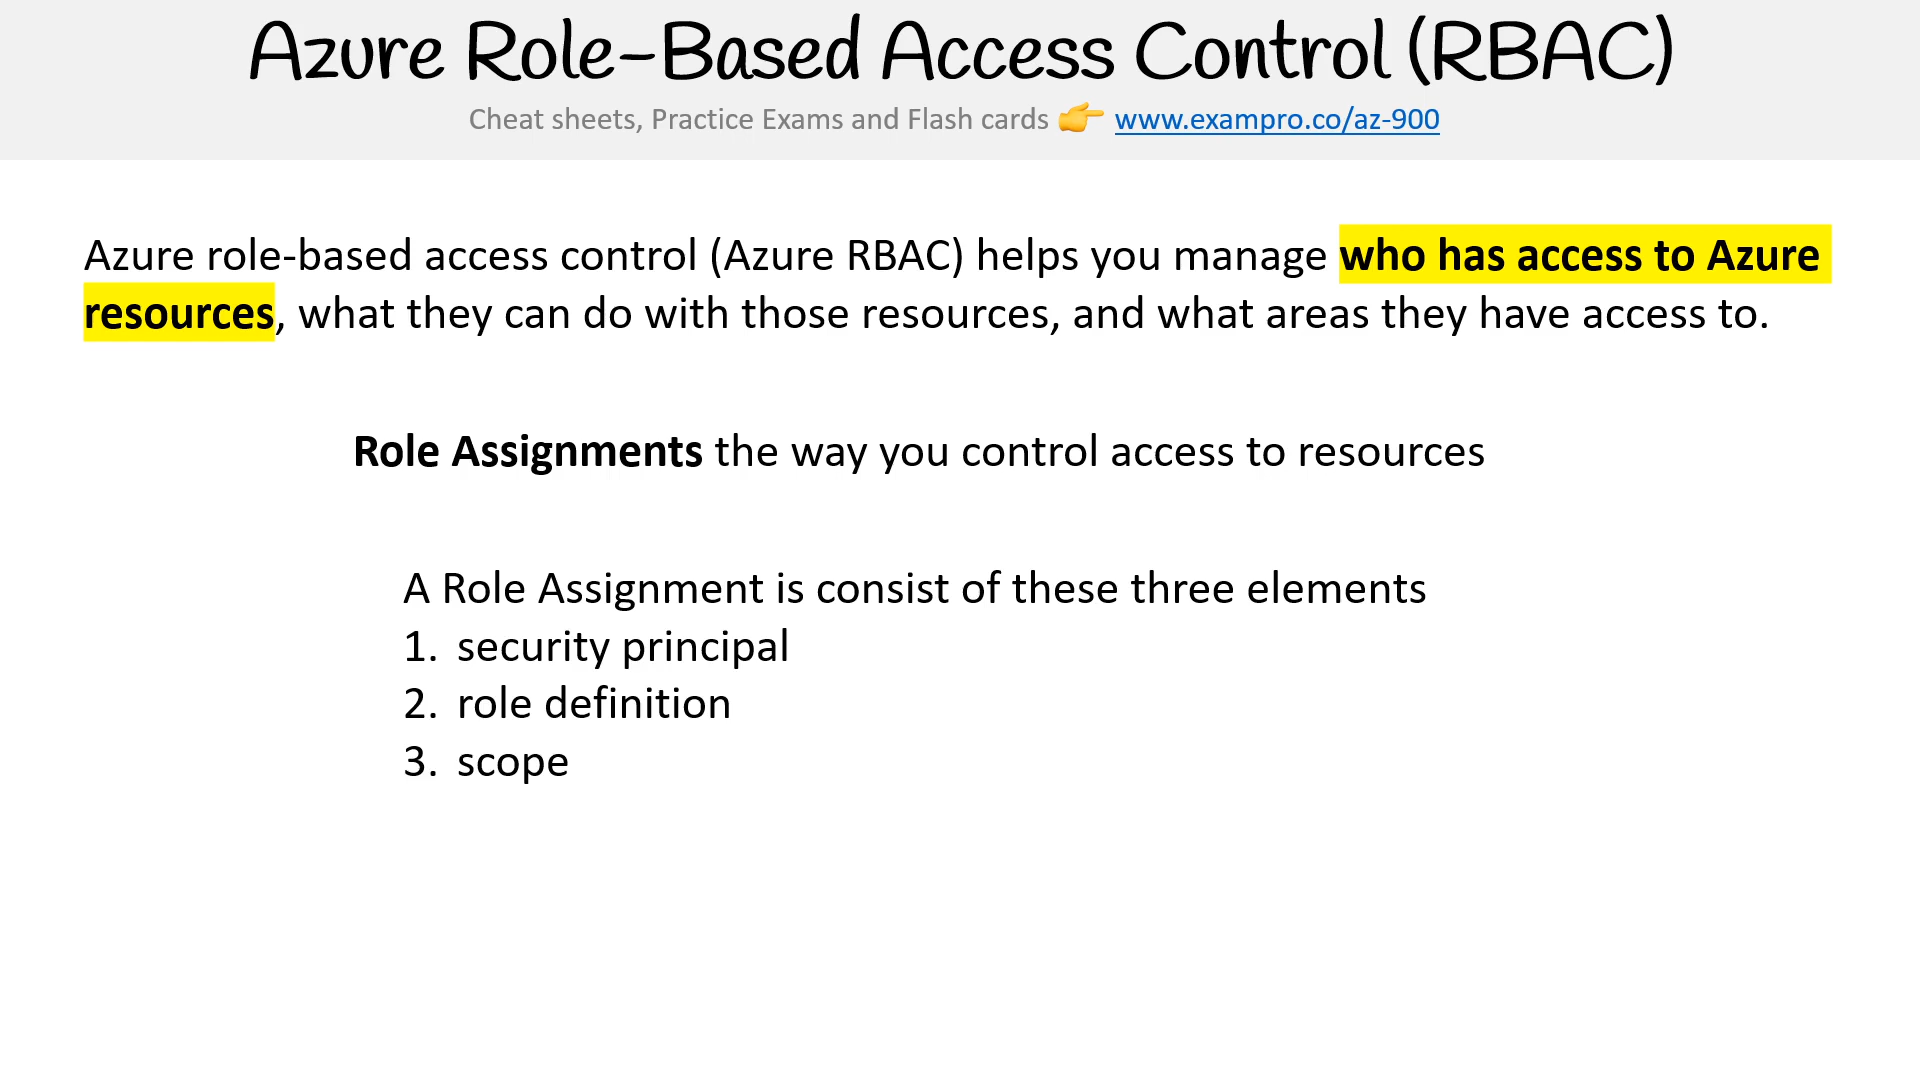 Azure Role-Based Access Control (RBAC)
Cheat sheets, Practice Exams and Flash cards 👉 www.exampro.co/az-900
Azure role-based access control (Azure RBAC) helps you manage who has access to Azure
resources, what they can do with those resources, and what areas they have access to.
Role Assignments the way you control access to resources
A Role Assignment is consist of these three elements
1. security principal
2. role definition
3. scope